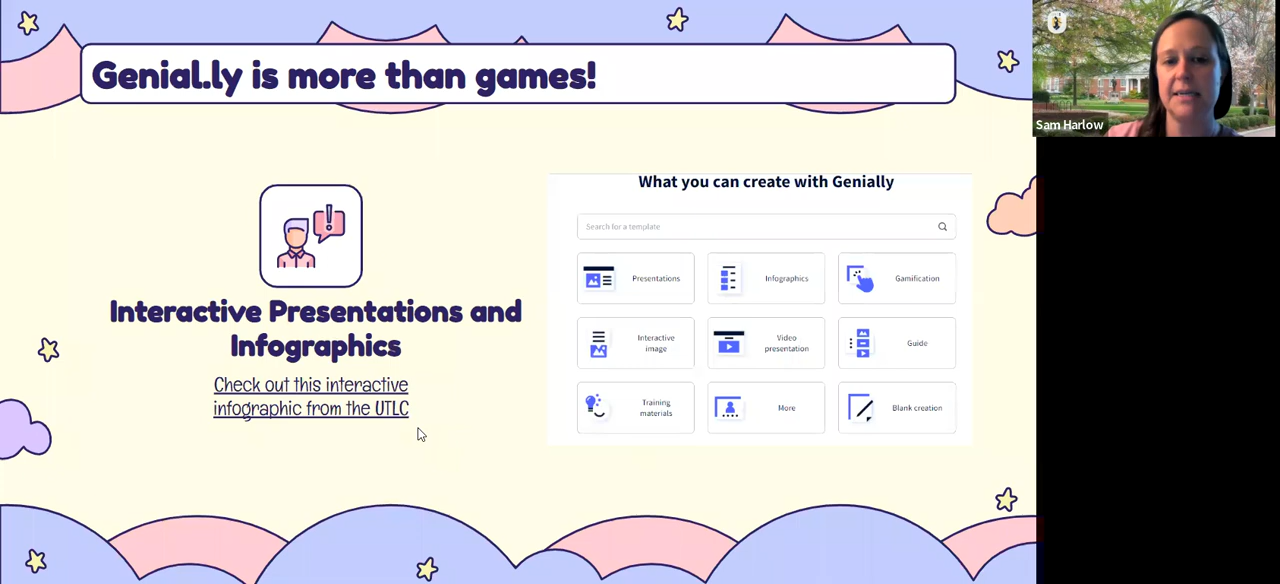 Genial.ly is more than games!
Sam Harlow
Interactive Presentations and
Infographics
Check out this interactive
infographic from the UTLC
What you can create with Genially
Search for a template
Presentations
Infographics
Gamification
Interactive
image
Video
presentation
Guide
Training
materials
More
Blank creation